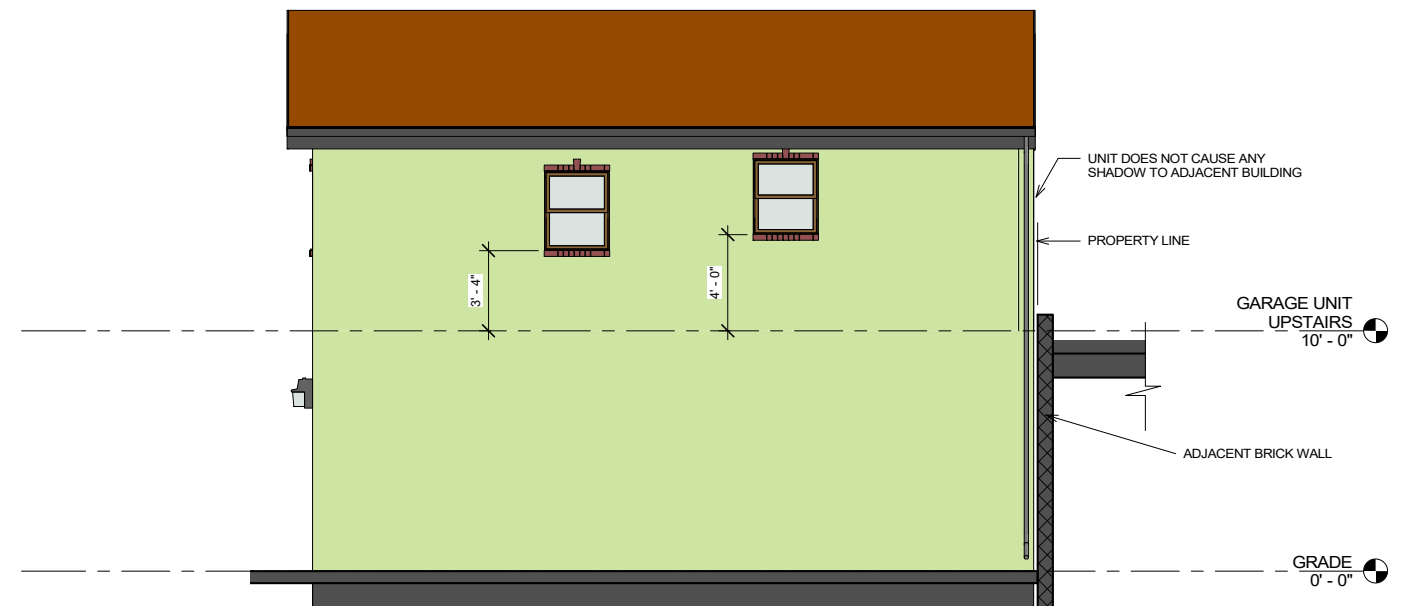 UNIT DOES NOT CAUSE ANY
SHADOW TO ADJACENT BUILDING
PROPERTY LINE
3' - 4"
4' - 0"
GARAGE UNIT
UPSTAIRS
10' - 0"
ADJACENT BRICK WALL
GRADE
0' - 0"